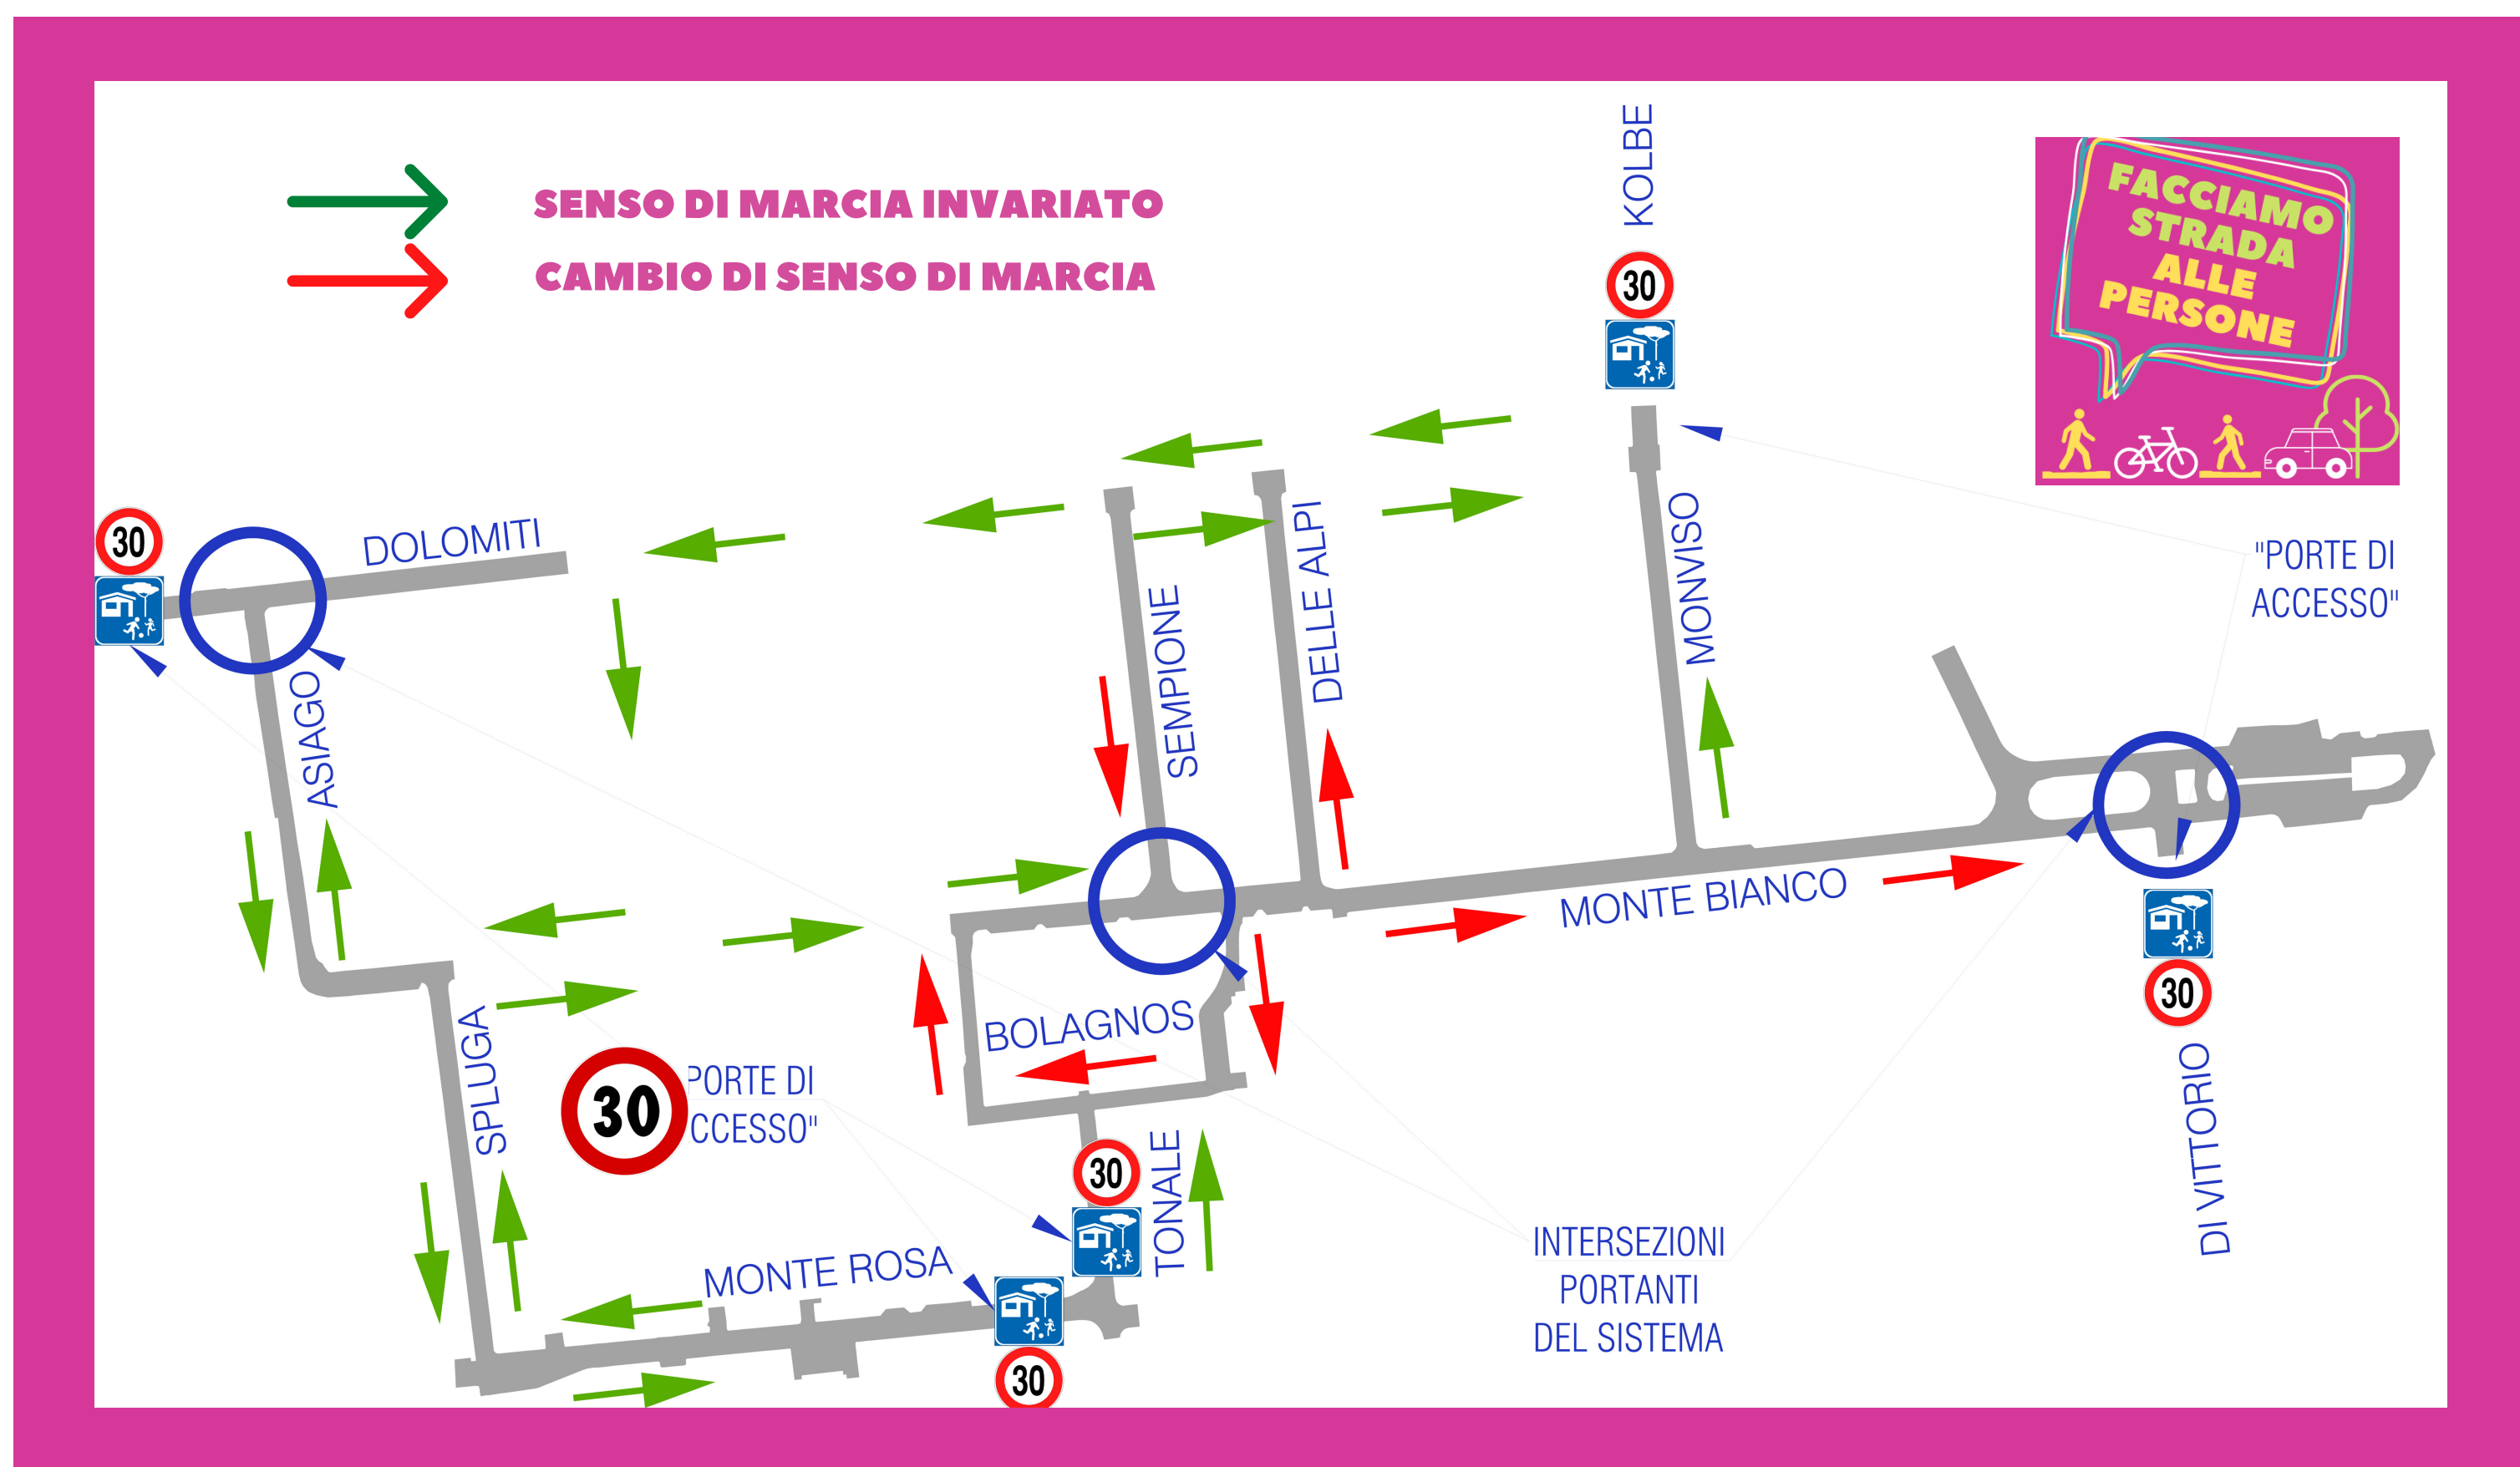 SENSO DI MARCIA INVARIATO
CAMBIO DI SENSO DI MARCIA
KOLBE
30
FACCIAMO
STRADA
ALLE
PERSONE
30
DOLOMITI
SEMPIONE
DELLE ALPI
MONVISO
"PORTE DI
ACCESSO"
ASIAGO
MONTE BIANCO
30
BOLAGNOS
SPLUGA
30
PORTE DI
CCESSO"
30
TONALE
DI VITTORIO
MONTE ROSA
INTERSEZIONI
PORTANTI
DEL SISTEMA
30